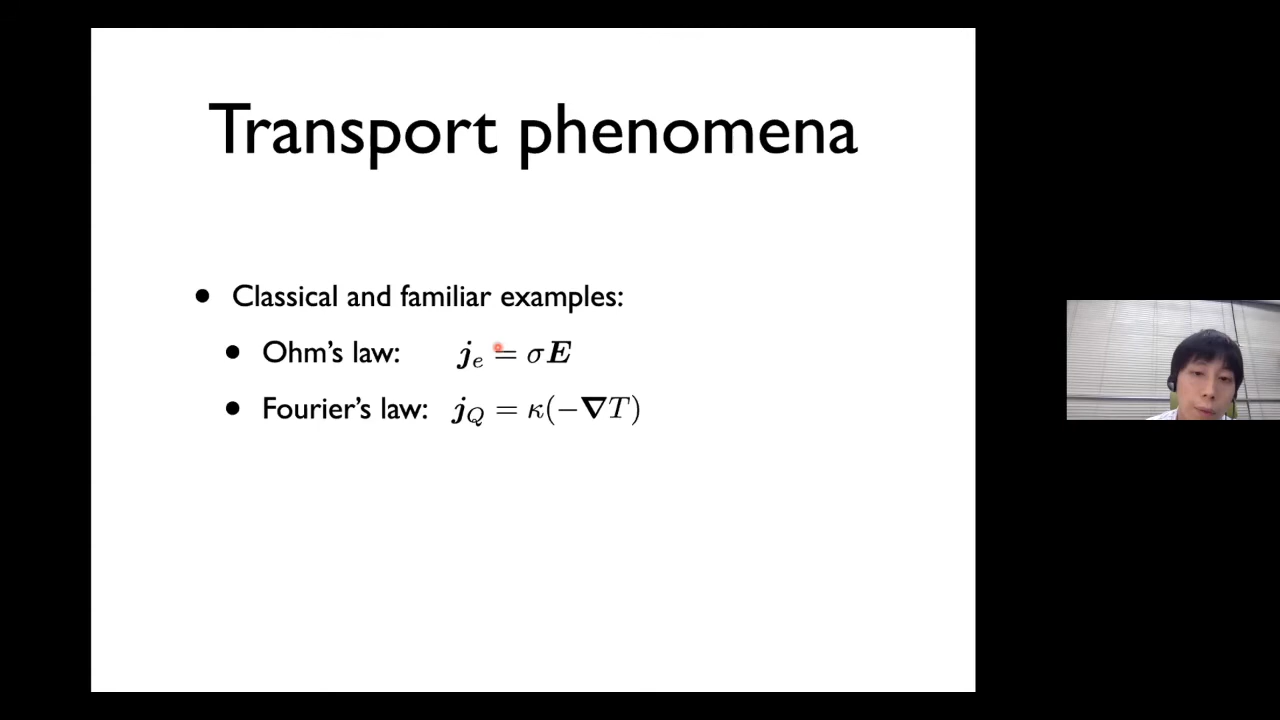 Transport phenomena
• Classical and familiar examples:
• Ohm's law: j_e = σE
• Fourier's law: j_Q = κ(−∇T)